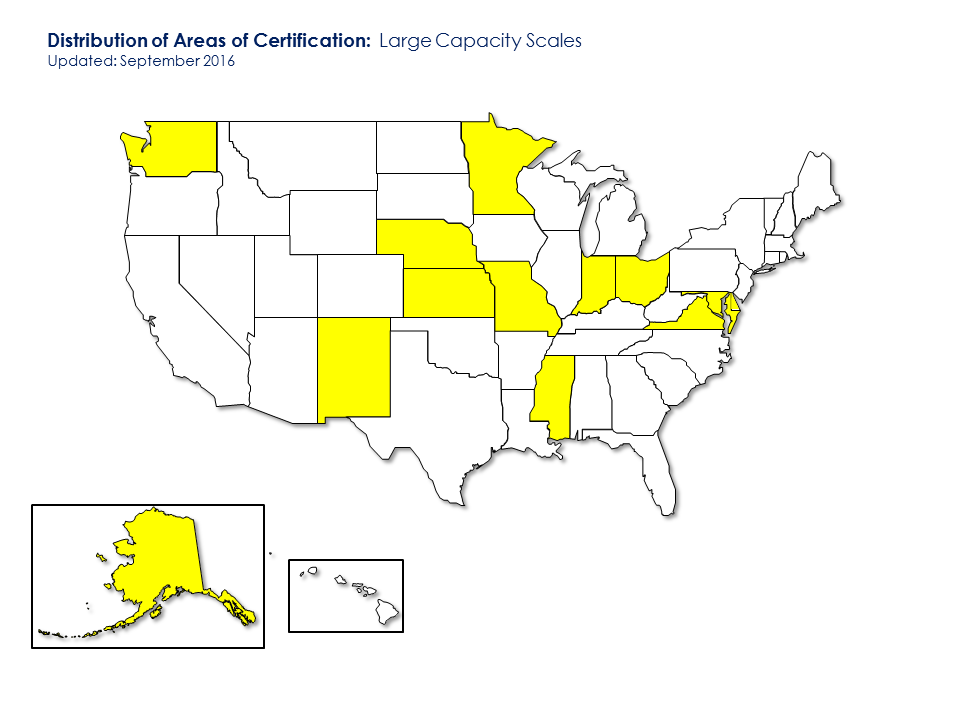 Distribution of Areas of Certification: Large Capacity Scales
Updated: September 2016